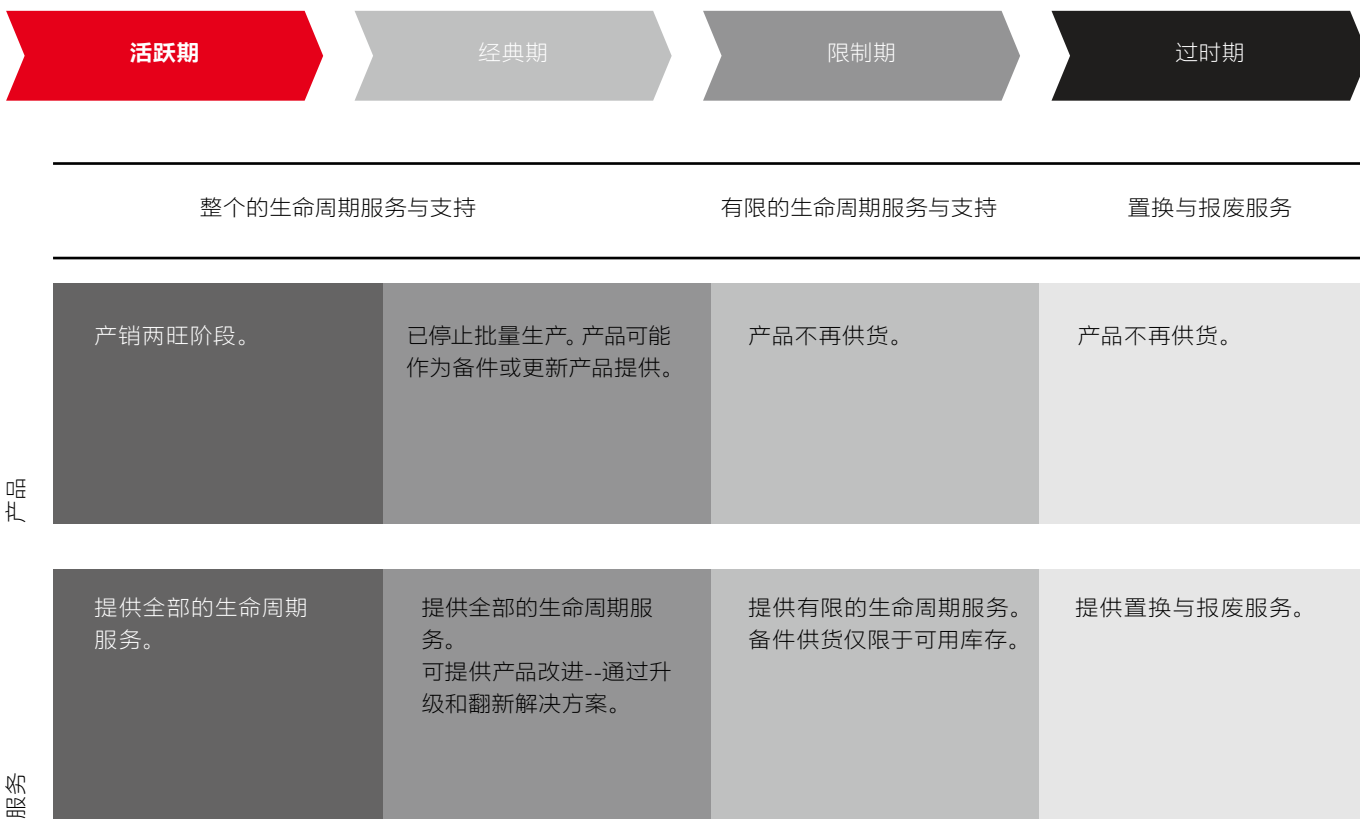 活跃期
经典期
限制期
过时期
整个的生命周期服务与支持
有限的生命周期服务与支持
置换与报废服务
产品
产销两旺阶段。
已停止批量生产。产品可能
作为备件或更新产品提供。
产品不再供货。
产品不再供货。
服务
提供全部的生命周期
服务。
提供全部的生命周期服
务。
可提供产品改进--通过升
级和翻新解决方案。
提供有限的生命周期服务。
备件供货仅限于可用库存。
提供置换与报废服务。